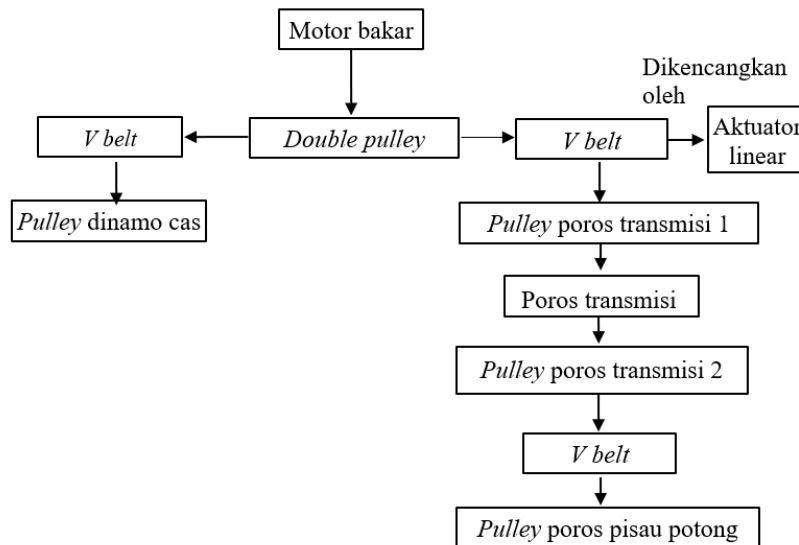 Motor bakar
Dikencangkan
oleh
V belt
Double pulley
V belt
Aktuator
linear
Pulley dinamo cas
Pulley poros transmisi 1
Poros transmisi
Pulley poros transmisi 2
V belt
Pulley poros pisau potong